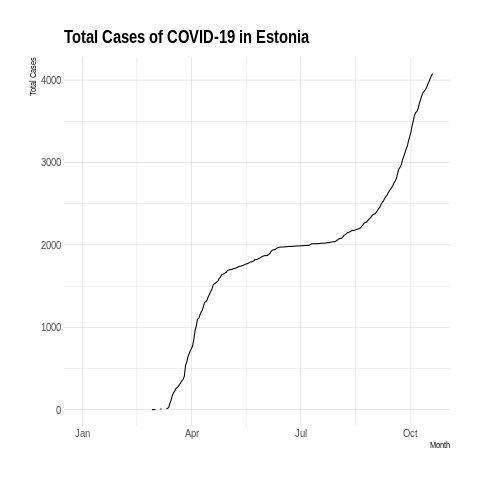 Total Cases of COVID-19 in Estonia
Total Cases
4000
3000
2000
1000
0
Jan Apr Jul Oct
Month